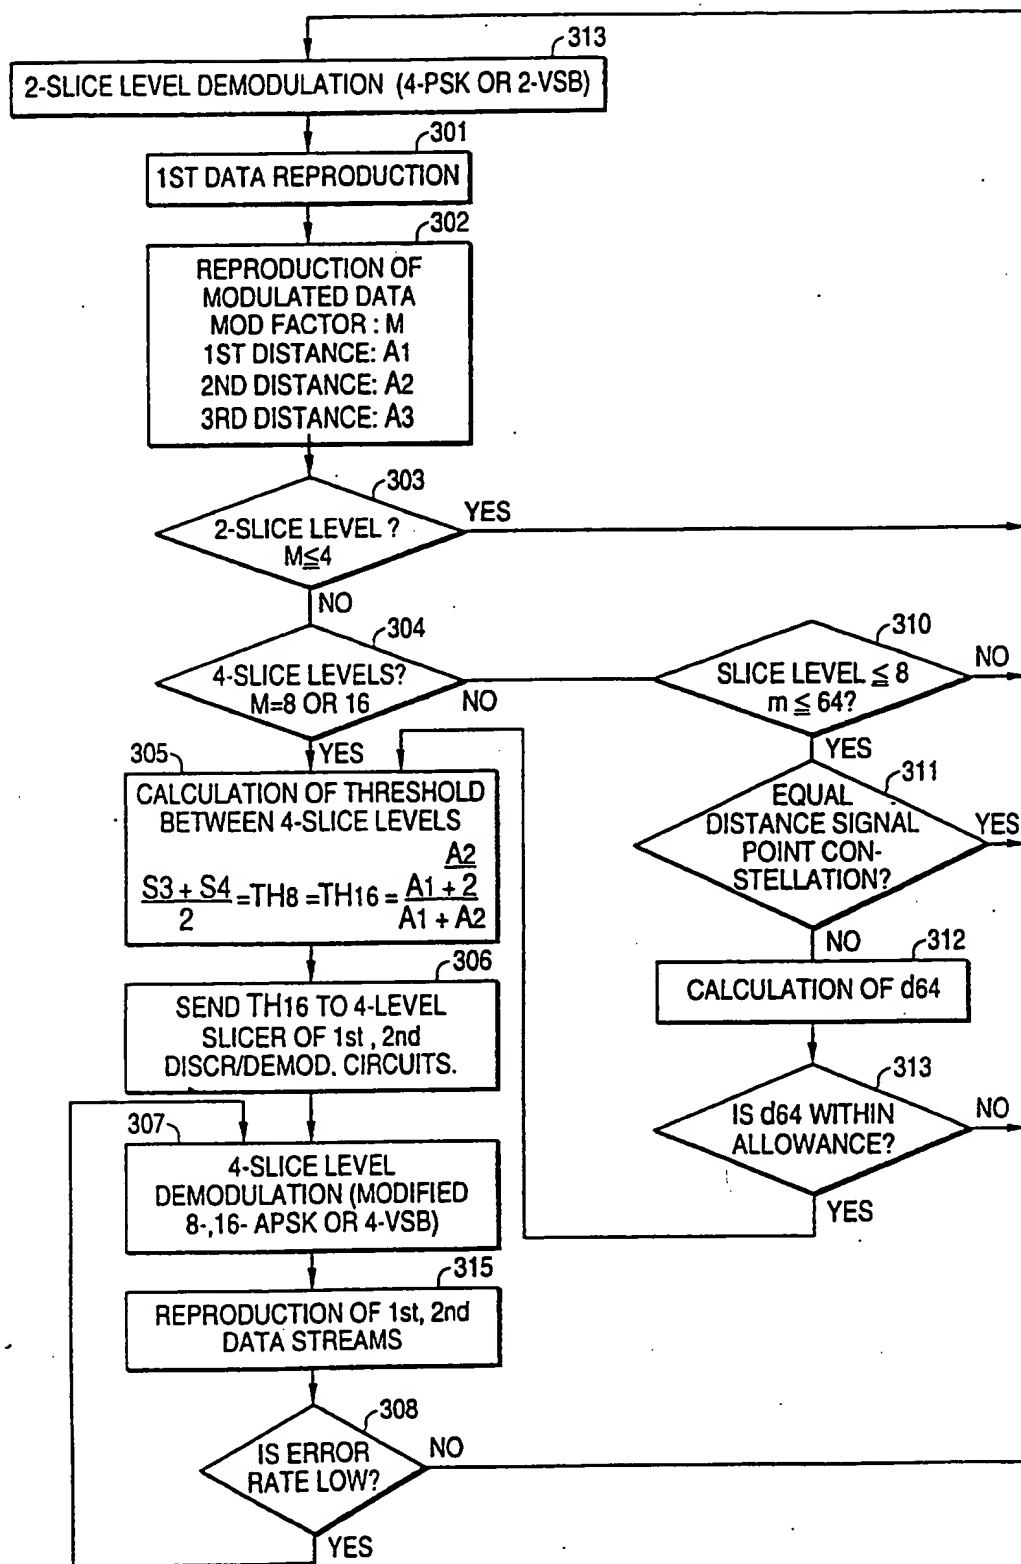 313
2-SLICE LEVEL DEMODULATION (4-PSK OR 2-VSB)
301
1ST DATA REPRODUCTION
302
REPRODUCTION OF
MODULATED DATA
MOD FACTOR : M
1ST DISTANCE: A1
2ND DISTANCE: A2
3RD DISTANCE: A3
303
2-SLICE LEVEL ?
M≦4
YES
NO
304
4-SLICE LEVELS?
M=8 OR 16
NO
YES
310
SLICE LEVEL ≦ 8
m ≦ 64?
NO
YES
311
EQUAL
DISTANCE SIGNAL
POINT CON-
STELLATION?
YES
NO
312
CALCULATION OF d64
313
IS d64 WITHIN
ALLOWANCE?
NO
YES
305
CALCULATION OF THRESHOLD
BETWEEN 4-SLICE LEVELS
A2
S3 + S4 =TH8 =TH16 = A1 + 2
2 A1 + A2
306
SEND TH16 TO 4-LEVEL
SLICER OF 1st , 2nd
DISCR/DEMOD. CIRCUITS.
307
4-SLICE LEVEL
DEMODULATION (MODIFIED
8-,16- APSK OR 4-VSB)
315
REPRODUCTION OF 1st, 2nd
DATA STREAMS
308
IS ERROR
RATE LOW?
NO
YES